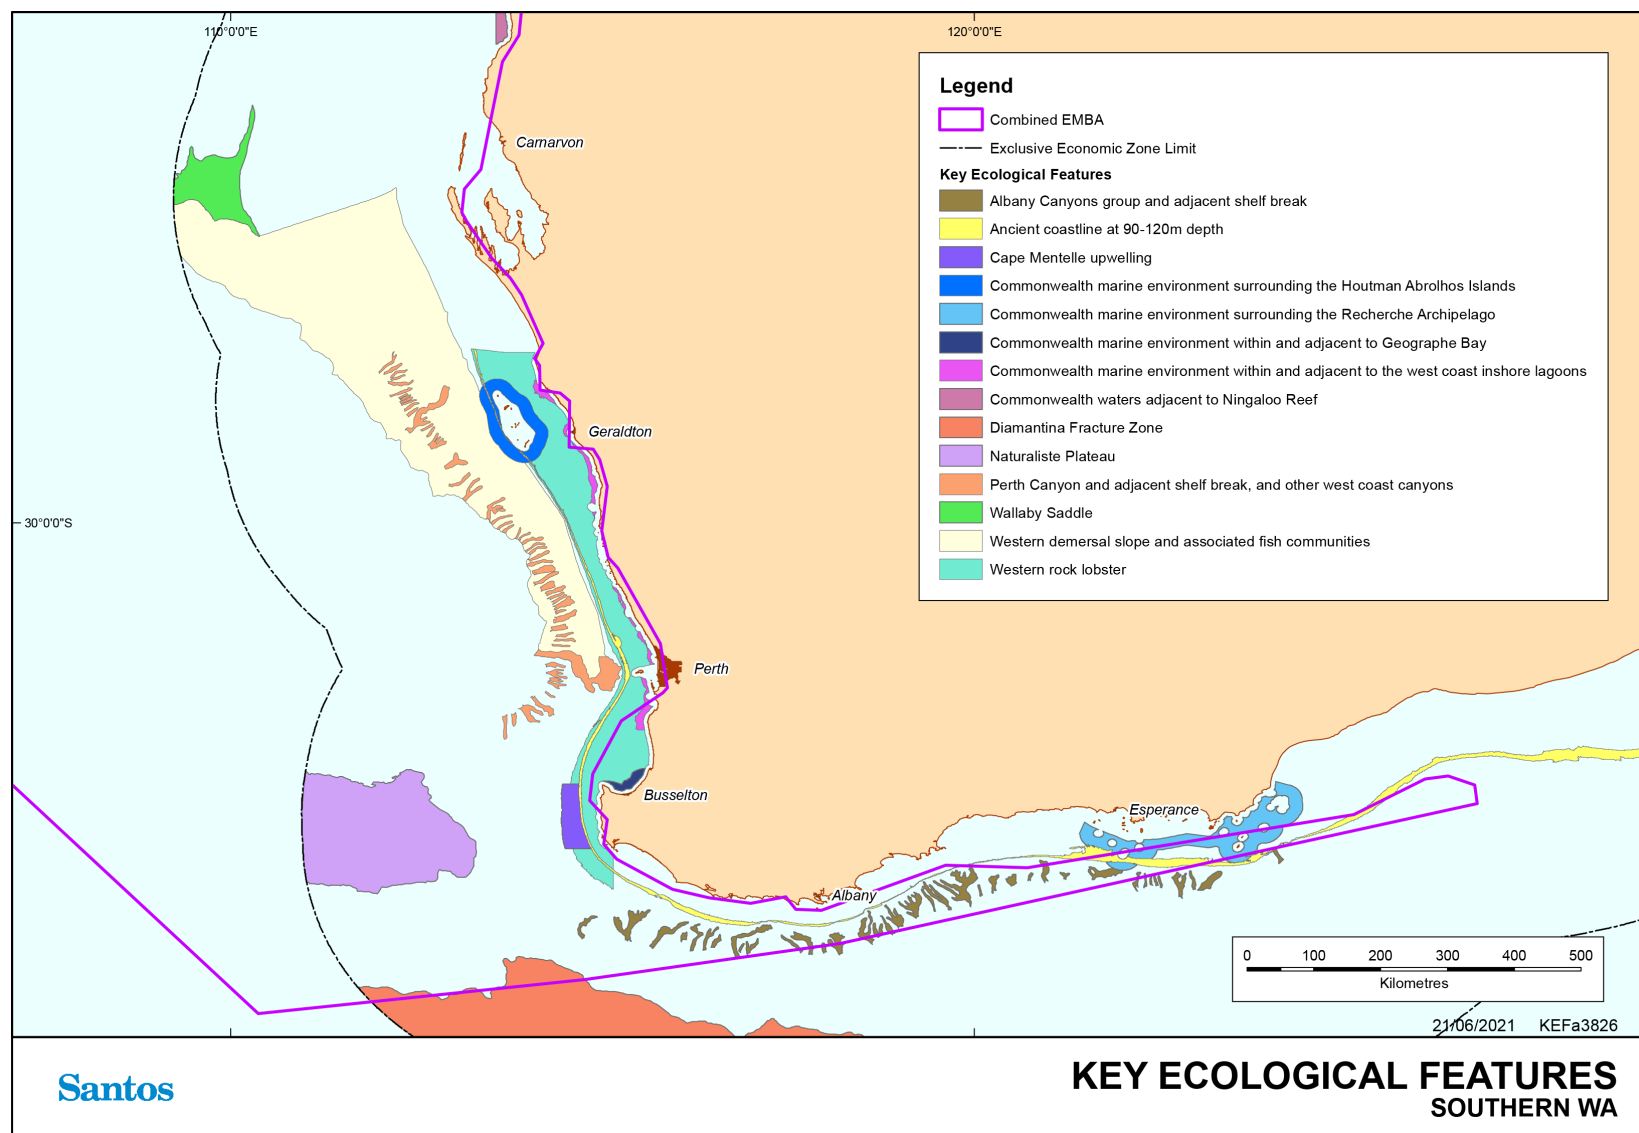 110°0'0"E
120°0'0"E
Legend
Combined EMBA
Exclusive Economic Zone Limit
Key Ecological Features
Albany Canyons group and adjacent shelf break
Ancient coastline at 90-120m depth
Cape Mentelle upwelling
Commonwealth marine environment surrounding the Houtman Abrolhos Islands
Commonwealth marine environment surrounding the Recherche Archipelago
Commonwealth marine environment within and adjacent to Geographe Bay
Commonwealth marine environment within and adjacent to the west coast inshore lagoons
Commonwealth waters adjacent to Ningaloo Reef
Diamantina Fracture Zone
Naturaliste Plateau
Perth Canyon and adjacent shelf break, and other west coast canyons
Wallaby Saddle
Western demersal slope and associated fish communities
Western rock lobster
Carnarvon
Geraldton
30°0'0"S
Perth
Busselton
Esperance
Albany
0 100 200 300 400 500
Kilometres
21/06/2021 KEFa3826
Santos
KEY ECOLOGICAL FEATURES
SOUTHERN WA